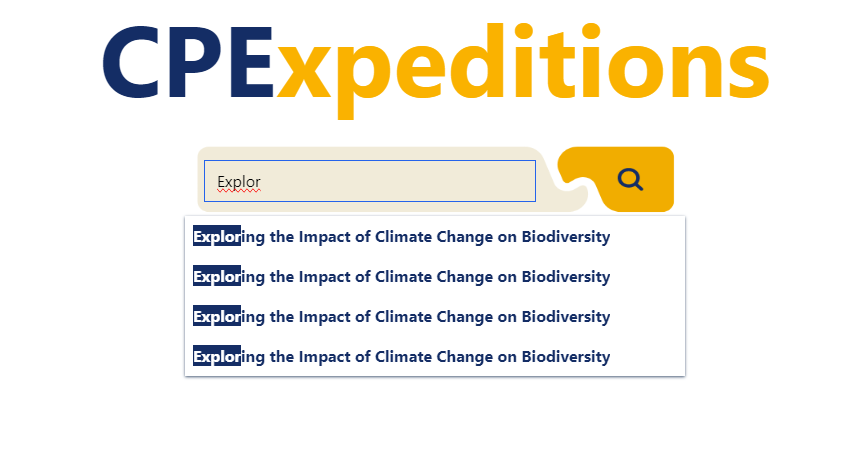 CPExpeditions
Explor
Exploring the Impact of Climate Change on Biodiversity
Exploring the Impact of Climate Change on Biodiversity
Exploring the Impact of Climate Change on Biodiversity
Exploring the Impact of Climate Change on Biodiversity